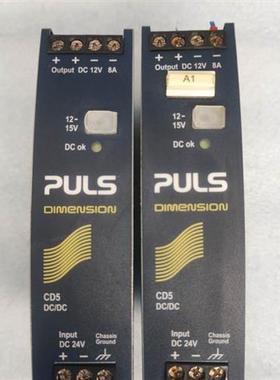 + + − −
Output DC 12V 8A
12–
15V
DC ok
PULS
DIMENSION
CD5
DC/DC
Input
DC 24V
Chassis
Ground
+ −
+ + − −
Output DC 12V 8A
A1
12–
15V
DC ok
PULS
DIMENSION
CD5
DC/DC
Input
DC 24V
Chassis
Ground
+ −